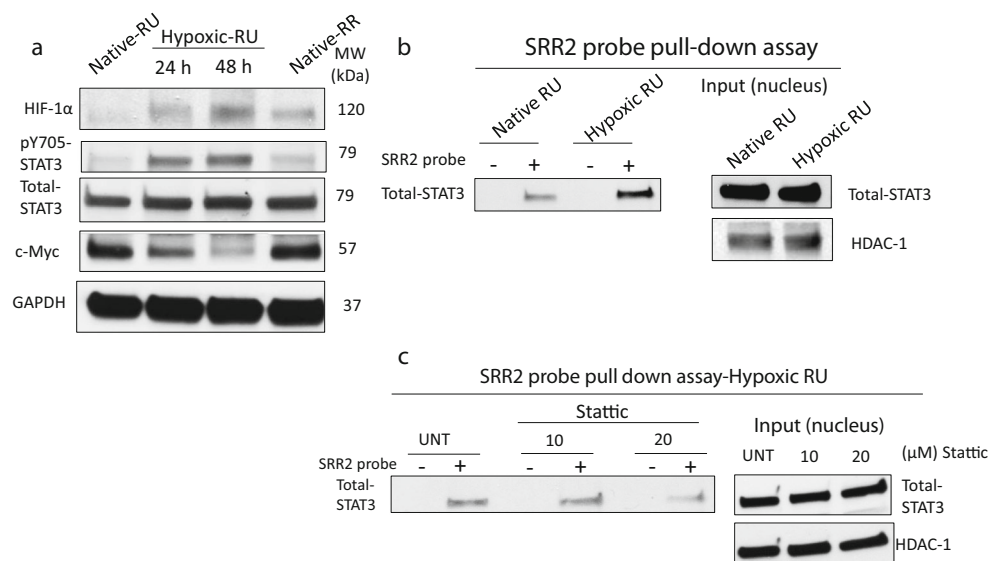 a
Native-RU
Hypoxic-RU
Native-RR
24 h
48 h
MW
(kDa)
HIF-1α
120
pY705-
STAT3
79
Total-
STAT3
79
c-Myc
57
GAPDH
37
b
SRR2 probe pull-down assay
Native RU
Hypoxic RU
SRR2 probe
-
+
-
+
Total-STAT3
Input (nucleus)
Native RU
Hypoxic RU
Total-STAT3
HDAC-1
c
SRR2 probe pull down assay-Hypoxic RU
Stattic
UNT
10
20
SRR2 probe
-
+
-
+
-
+
Total-
STAT3
Input (nucleus)
UNT
10
20
(μM) Stattic
Total-
STAT3
HDAC-1